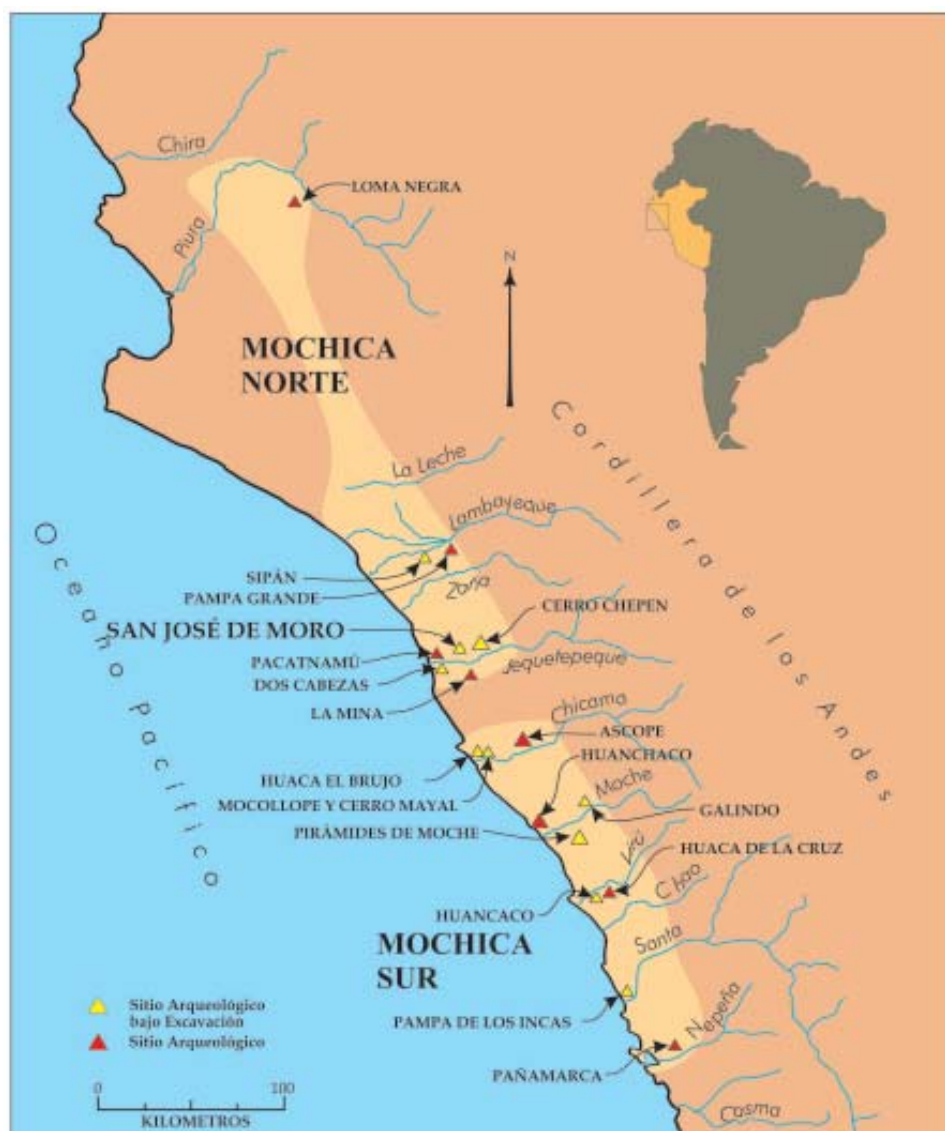 Chira
LOMA NEGRA
Piura
N
MOCHICA
NORTE
Cordillera de los Andes
La Leche
Lambayeque
SIPÁN
PAMPA GRANDE
Zana
CERRO CHEPEN
SAN JOSÉ DE MORO
PACATNAMÚ
Jequetepeque
DOS CABEZAS
LA MINA
Chicama
ASCOPE
HUANCHACO
HUACA EL BRUJO
Moche
MOCOLLOPE Y CERRO MAYAL
GALINDO
PIRÁMIDES DE MOCHE
Virú
HUACA DE LA CRUZ
Chao
HUANCACO
Oceano pacifico
MOCHICA
SUR
Santa
Sitio Arqueológico
bajo Excavación
Sitio Arqueológico
PAMPA DE LOS INCAS
Nepeña
PAÑAMARCA
0 100
KILOMETROS
Casma